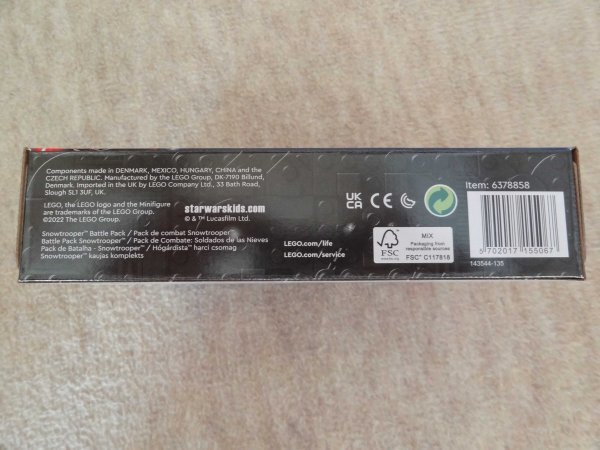 Components made in DENMARK, MEXICO, HUNGARY, CHINA and the
CZECH REPUBLIC. Manufactured by the LEGO Group, DK-7190 Billund,
Denmark. Imported in the UK by LEGO Company Ltd., 33 Bath Road,
Slough SL1 3UF, UK.
LEGO, the LEGO logo and the Minifigure
are trademarks of the LEGO Group.
©2022 The LEGO Group.
Snowtrooper™ Battle Pack / Pack de combat Snowtrooper™
Battle Pack Snowtrooper™ / Pack de Combate: Soldados de las Nieves
Pack de Batalha - Snowtrooper™ / Hógárdista™ harci csomag
Snowtrooper™ kaujas komplekts
starwarskids.com
© & ™ Lucasfilm Ltd.
LEGO.com/life
LEGO.com/service
UK
CA
CE
FSC
www.fsc.org
MIX
Packaging from
responsible sources
FSC® C117818
Item: 6378858
5 702017 155067
143544-135